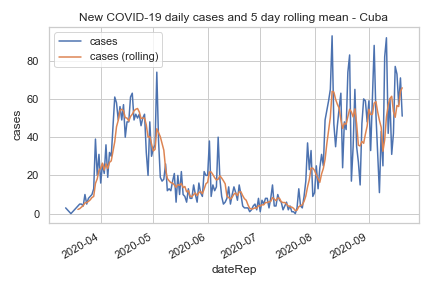 New COVID-19 daily cases and 5 day rolling mean - Cuba
cases
cases (rolling)
cases
80
60
40
20
0
2020-04
2020-05
2020-06
2020-07
2020-08
2020-09
dateRep